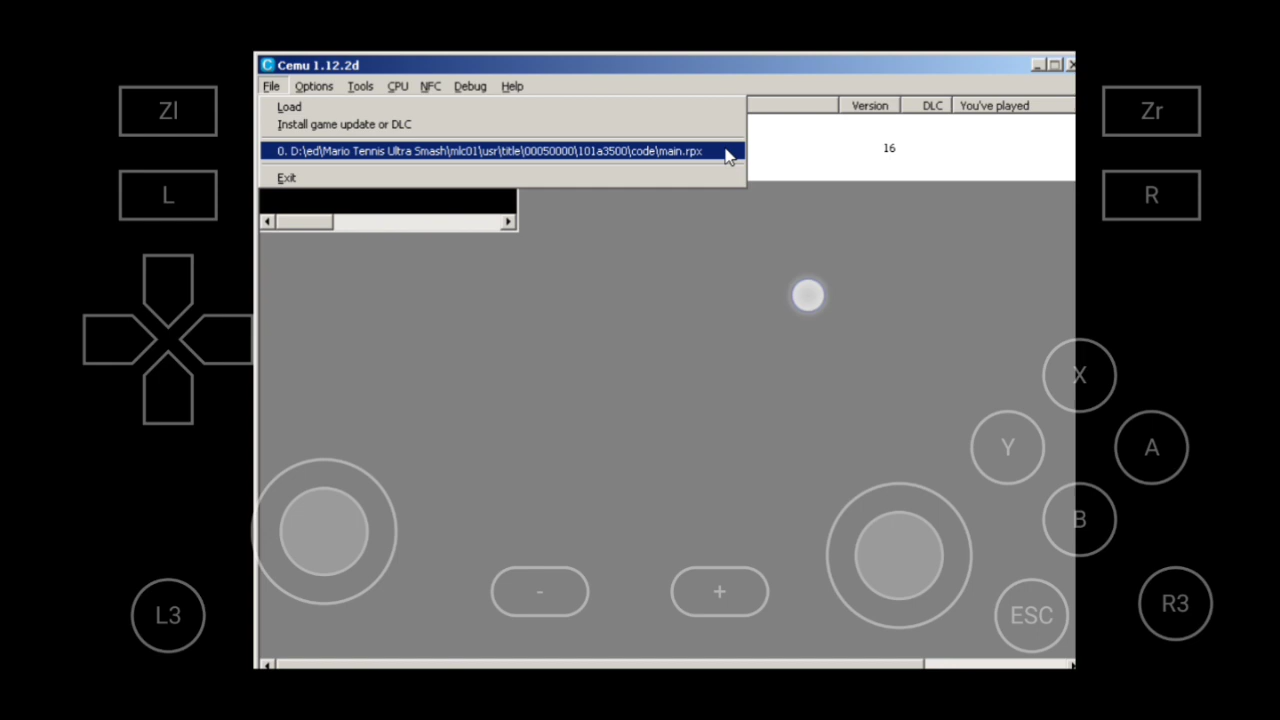 Cemu 1.12.2d
File Options Tools CPU NFC Debug Help
Load
Install game update or DLC
0. D:\ed\Mario Tennis Ultra Smash\mlc01\usr\title\00050000\101a3500\code\main.rpx
Exit
Version DLC You've played
16
Zl
L
Zr
R
X
Y
A
B
L3
-
+
ESC
R3